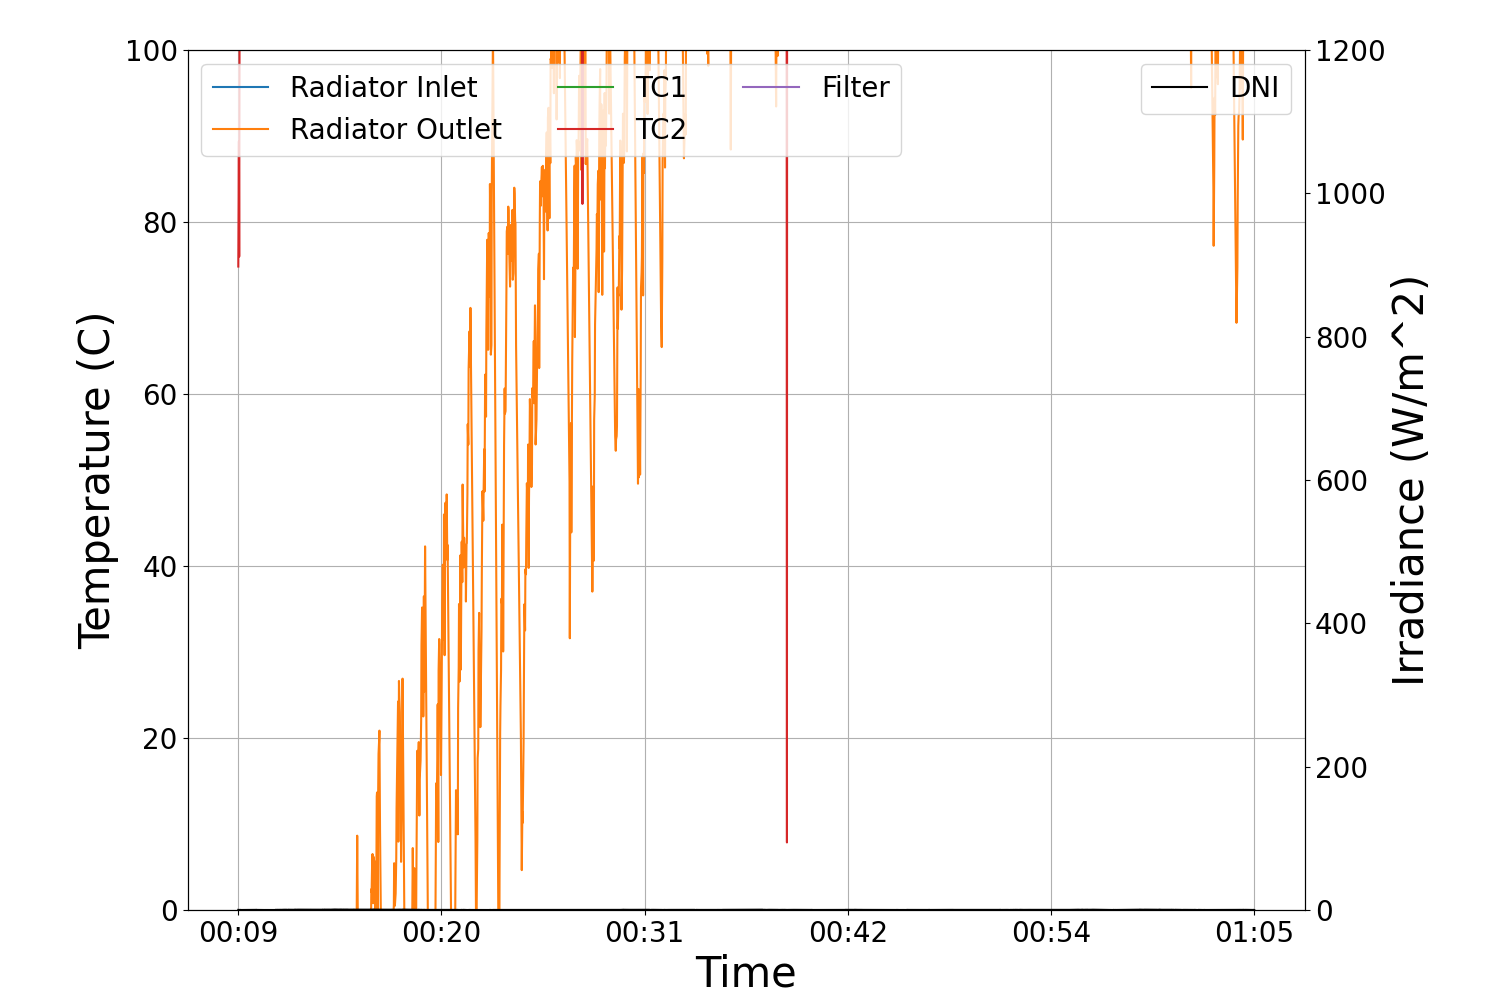 Radiator Inlet
Radiator Outlet
TC1
TC2
Filter
DNI
Temperature (C)
100
80
60
40
20
0
1200
1000
800
600
400
200
0
Irradiance (W/m^2)
00:09 00:20 00:31 00:42 00:54 01:05
Time